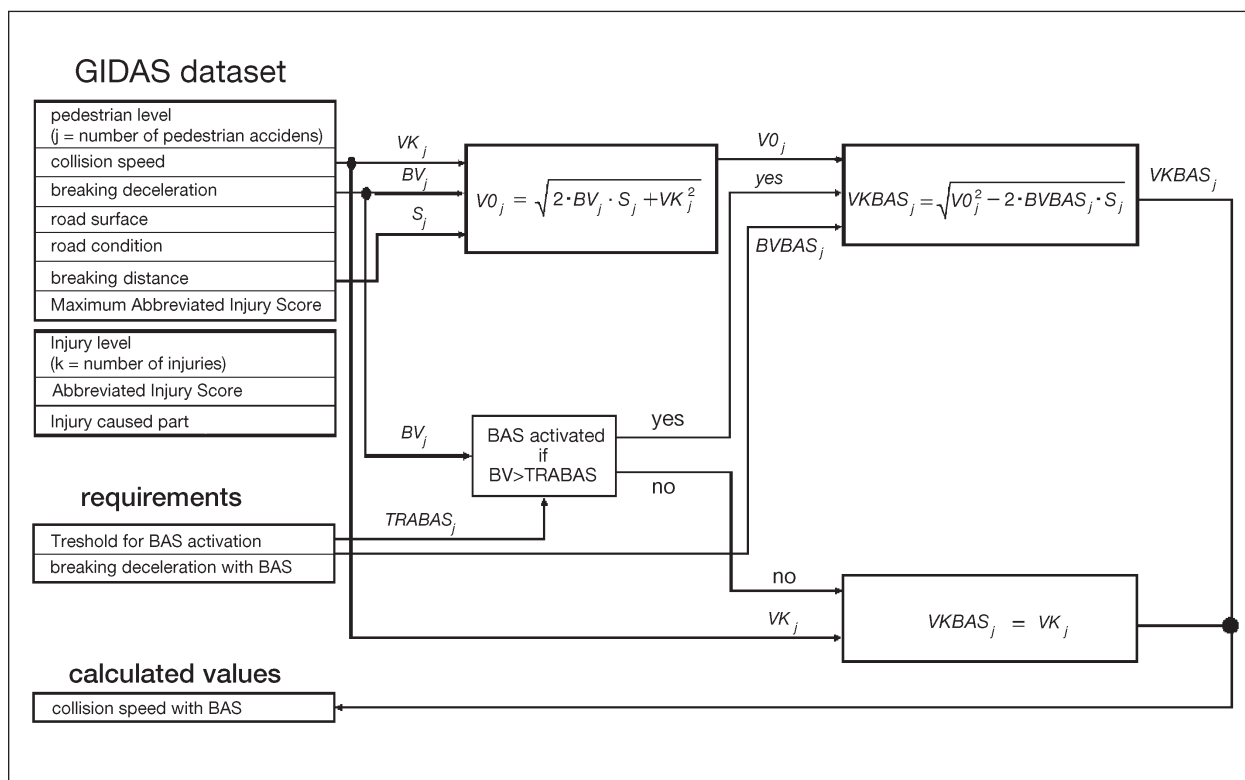 GIDAS dataset
pedestrian level
(j = number of pedestrian accidens)
collision speed
breaking deceleration
road surface
road condition
breaking distance
Maximum Abbreviated Injury Score
Injury level
(k = number of injuries)
Abbreviated Injury Score
Injury caused part
requirements
Treshold for BAS activation
breaking deceleration with BAS
calculated values
collision speed with BAS
VK_j
BV_j
S_j
V0_j = √(2·BV_j · S_j + VK_j^2)
V0_j
yes
BVBAS_j
VKBAS_j = √(V0_j^2 − 2·BVBAS_j · S_j)
VKBAS_j
BV_j
BAS activated
if
BV>TRABAS
yes
no
TRABAS_j
no
VK_j
VKBAS_j = VK_j